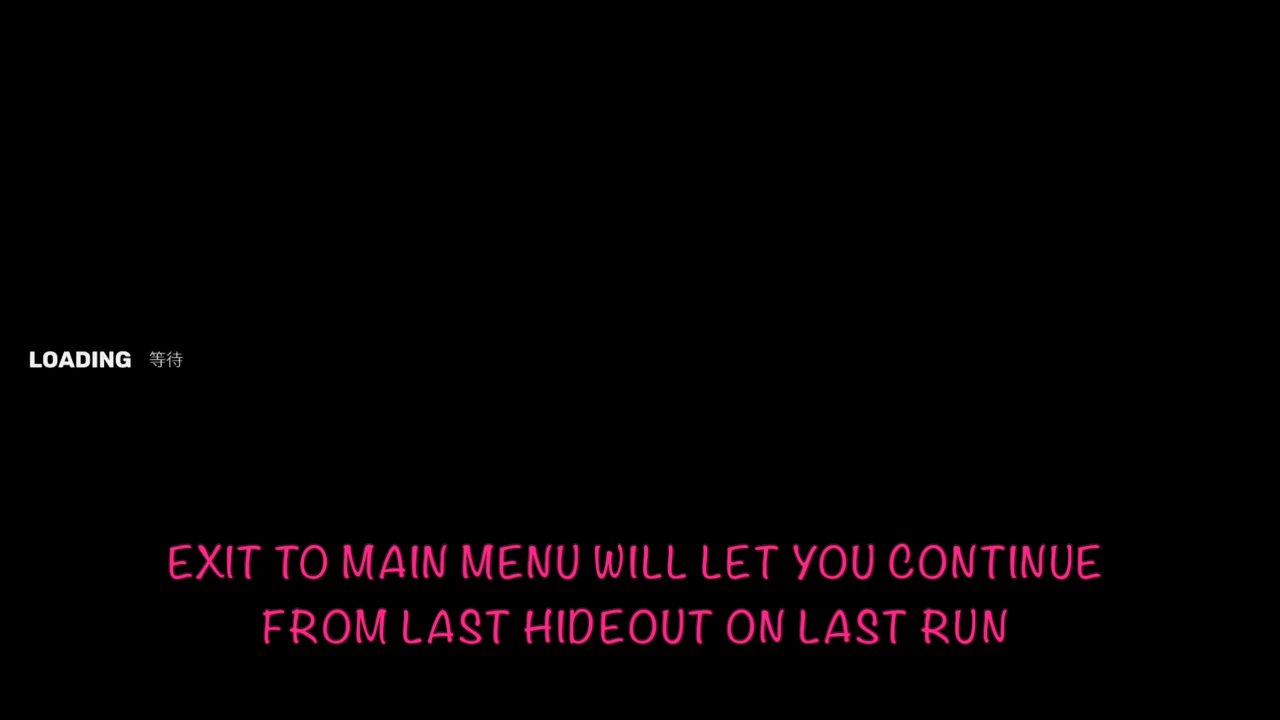 LOADING 等待
EXIT TO MAIN MENU WILL LET YOU CONTINUE
FROM LAST HIDEOUT ON LAST RUN